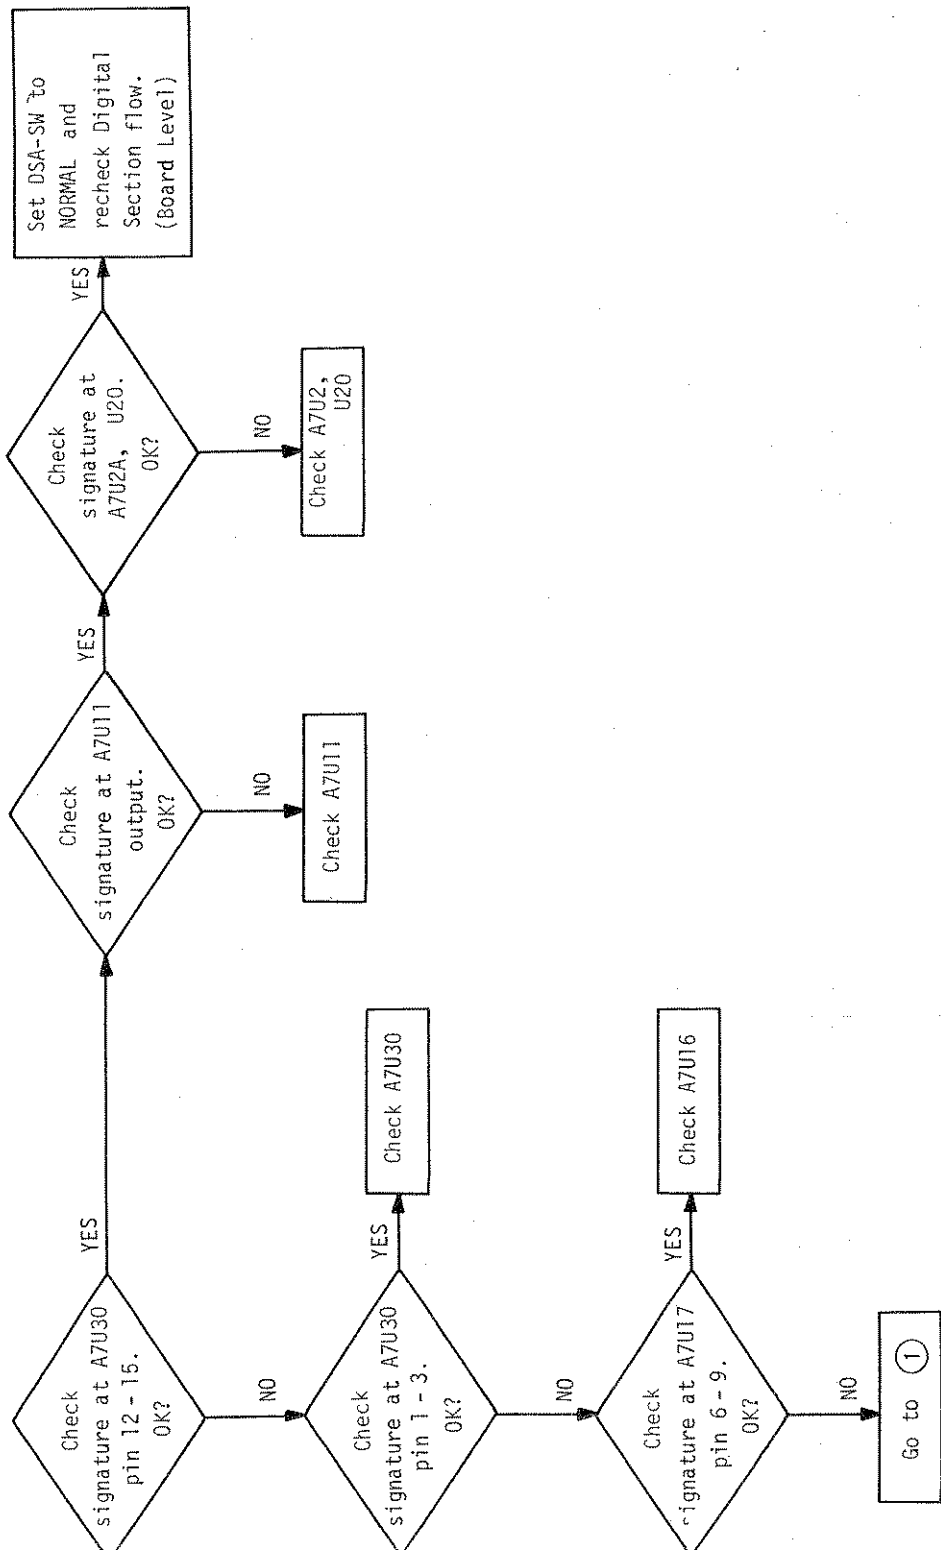 Check
signature at A7U30
pin 12 - 15.
OK?
YES
NO
Check
signature at A7U11
output.
OK?
YES
NO
Check A7U11
Check
signature at
A7U2A, U20.
OK?
YES
NO
Check A7U2,
U20
Set DSA-SW to
NORMAL and
recheck Digital
Section flow.
(Board Level)
Check
signature at A7U30
pin 1 - 3.
OK?
YES
Check A7U30
NO
Check
signature at A7U17
pin 6 - 9.
OK?
YES
Check A7U16
NO
Go to 1